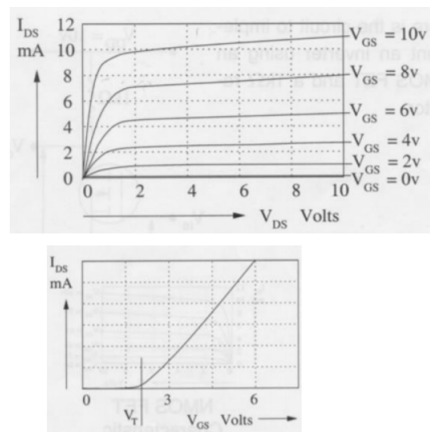 I_DS
mA
12
10
8
6
4
2
0
V_GS = 10v
V_GS = 8v
V_GS = 6v
V_GS = 4v
V_GS = 2v
V_GS = 0v
0 2 4 6 8 10
V_DS Volts
I_DS
mA
0 3 6
V_T V_GS Volts